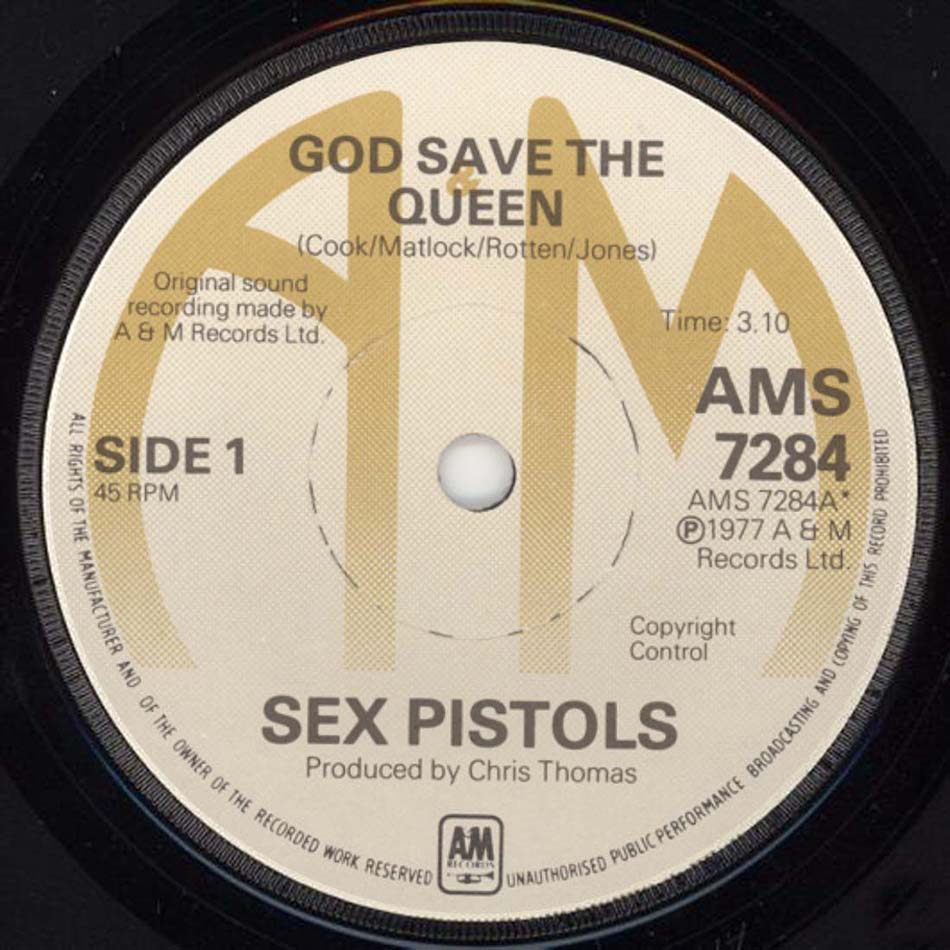 GOD SAVE THE
QUEEN
(Cook/Matlock/Rotten/Jones)
Original sound
recording made by
A & M Records Ltd.
Time: 3.10
AMS
7284
SIDE 1
45 RPM
AMS 7284A*
Ⓟ1977 A & M
Records Ltd.
Copyright
Control
SEX PISTOLS
Produced by Chris Thomas
ALL RIGHTS OF THE MANUFACTURER AND OF THE OWNER OF THE RECORDED WORK RESERVED
UNAUTHORISED PUBLIC PERFORMANCE BROADCASTING AND COPYING OF THIS RECORD PROHIBITED
A&M
A&M
RECORDS